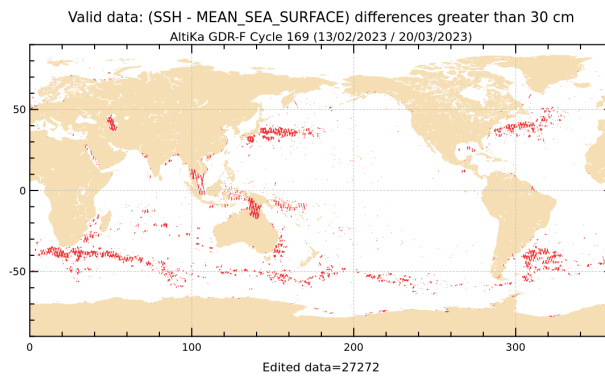 Valid data: (SSH - MEAN_SEA_SURFACE) differences greater than 30 cm
AltiKa GDR-F Cycle 169 (13/02/2023 / 20/03/2023)
50
0
-50
0 100 200 300
Edited data=27272